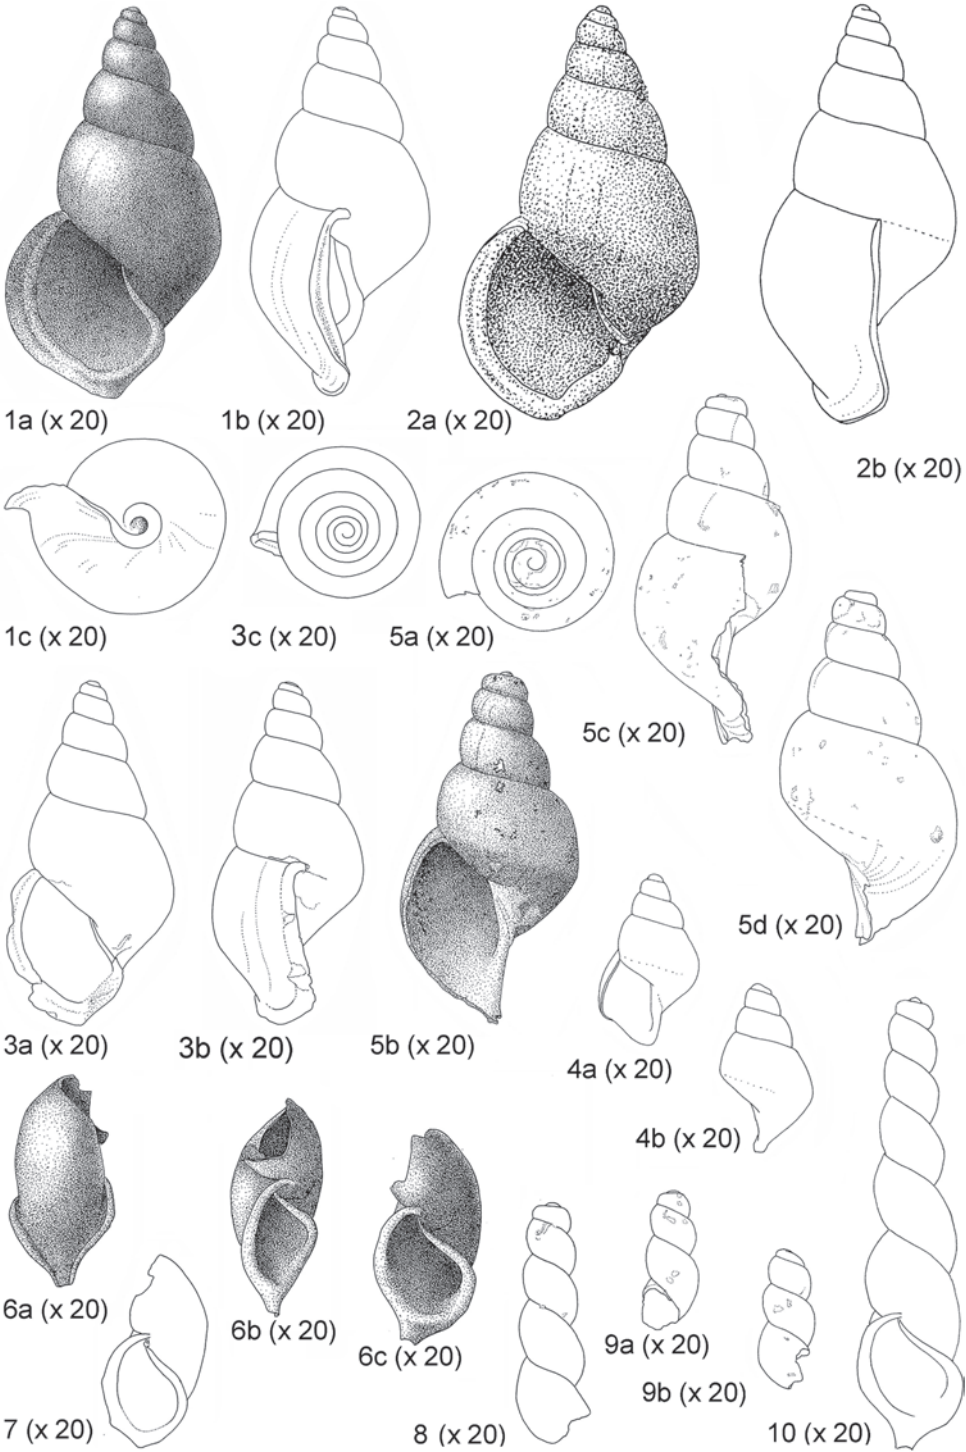 1a (x 20)
1b (x 20)
2a (x 20)
2b (x 20)
1c (x 20)
3c (x 20)
5a (x 20)
5c (x 20)
5d (x 20)
3a (x 20)
3b (x 20)
5b (x 20)
4a (x 20)
4b (x 20)
6a (x 20)
6b (x 20)
6c (x 20)
9a (x 20)
9b (x 20)
7 (x 20)
8 (x 20)
10 (x 20)